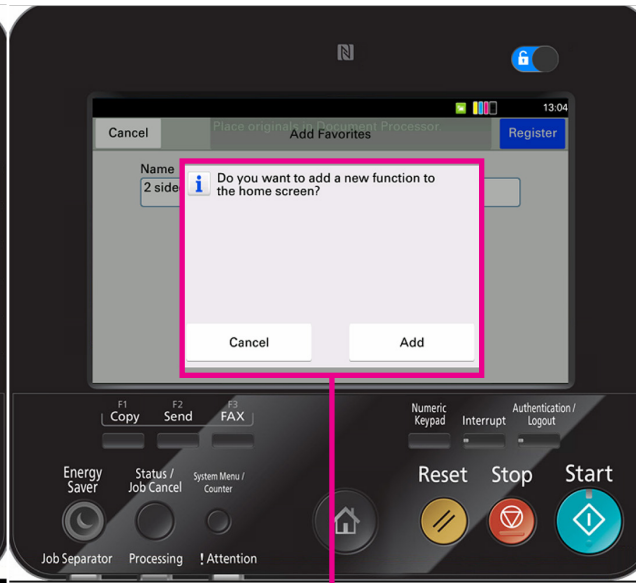 13:04
Cancel
Place originals in Document Processor
Add Favorites
Register
Name
2 side
i
Do you want to add a new function to
the home screen?
Cancel
Add
F1
Copy
F2
Send
F3
FAX
Numeric
Keypad
Interrupt
Authentication/
Logout
Energy
Saver
Status /
Job Cancel
System Menu /
Counter
Reset
Stop
Start
Job Separator
Processing
! Attention